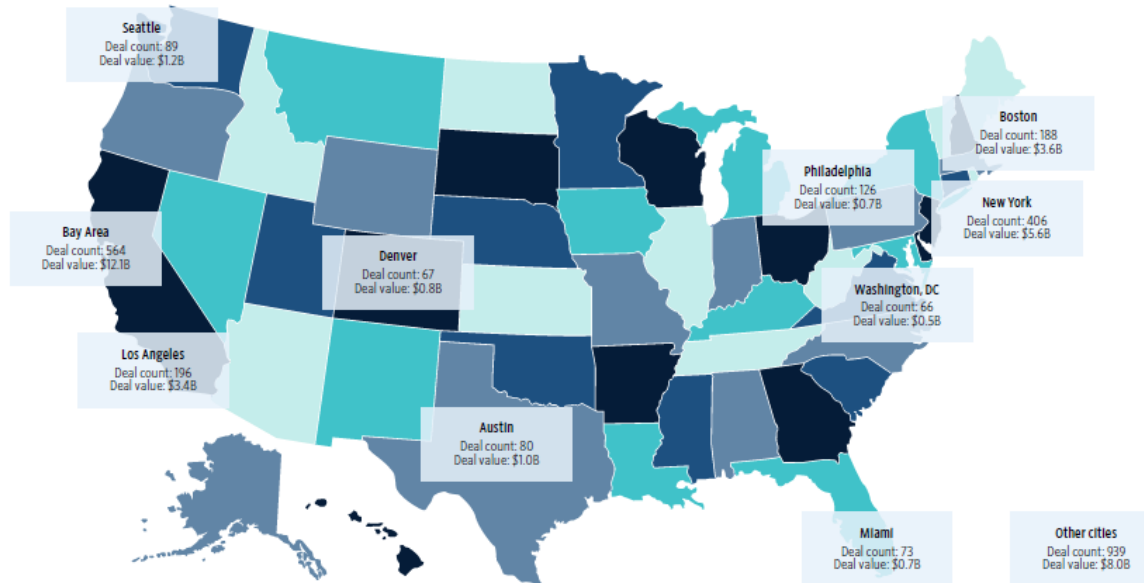 Seattle
Deal count: 89
Deal value: $1.2B
Boston
Deal count: 188
Deal value: $3.6B
Philadelphia
Deal count: 126
Deal value: $0.7B
New York
Deal count: 406
Deal value: $5.6B
Bay Area
Deal count: 564
Deal value: $12.1B
Denver
Deal count: 67
Deal value: $0.8B
Washington, DC
Deal count: 66
Deal value: $0.5B
Los Angeles
Deal count: 196
Deal value: $3.4B
Austin
Deal count: 80
Deal value: $1.0B
Miami
Deal count: 73
Deal value: $0.7B
Other cities
Deal count: 939
Deal value: $8.0B